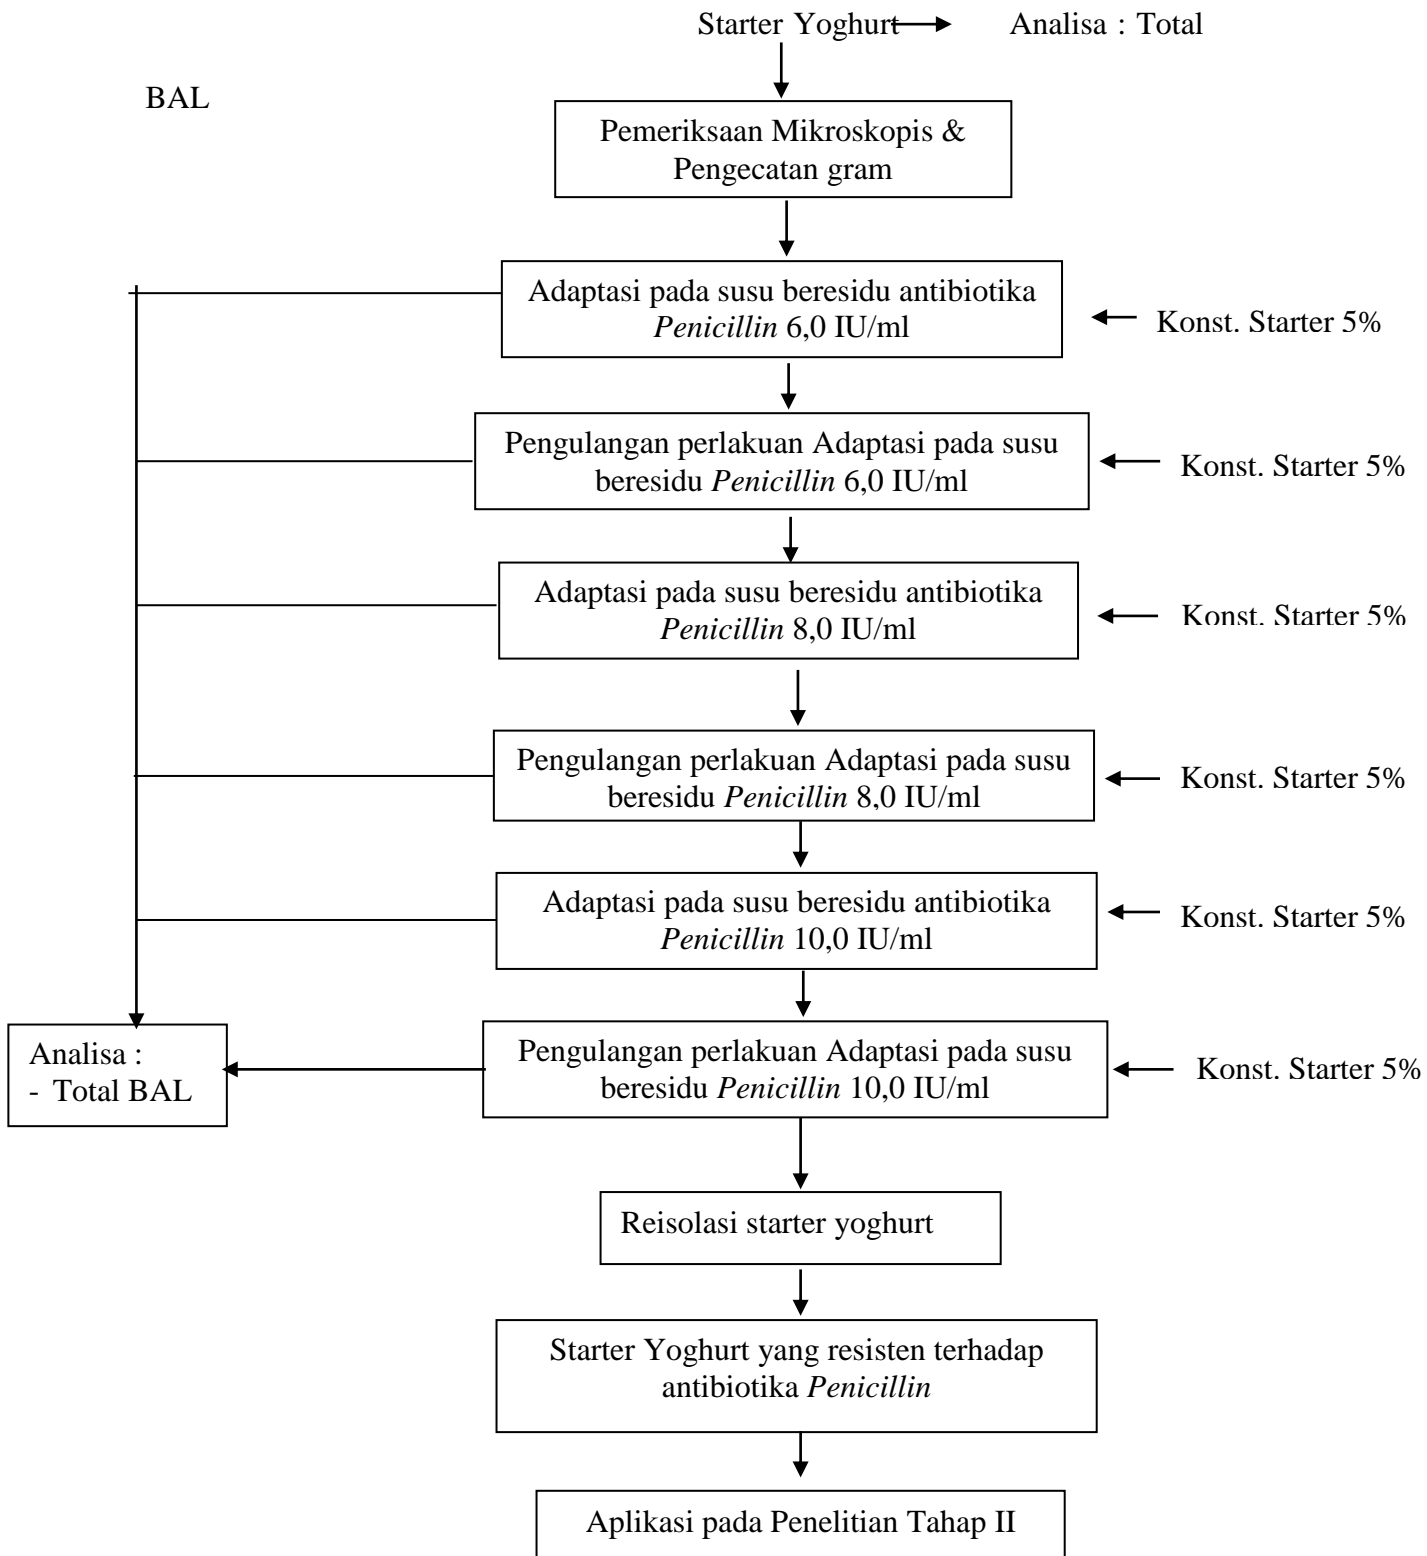 Starter Yoghurt Analisa : Total
BAL
Pemeriksaan Mikroskopis &
Pengecatan gram
Adaptasi pada susu beresidu antibiotika
Penicillin 6,0 IU/ml
Konst. Starter 5%
Pengulangan perlakuan Adaptasi pada susu
beresidu Penicillin 6,0 IU/ml
Konst. Starter 5%
Adaptasi pada susu beresidu antibiotika
Penicillin 8,0 IU/ml
Konst. Starter 5%
Pengulangan perlakuan Adaptasi pada susu
beresidu Penicillin 8,0 IU/ml
Konst. Starter 5%
Adaptasi pada susu beresidu antibiotika
Penicillin 10,0 IU/ml
Konst. Starter 5%
Analisa :
- Total BAL
Pengulangan perlakuan Adaptasi pada susu
beresidu Penicillin 10,0 IU/ml
Konst. Starter 5%
Reisolasi starter yoghurt
Starter Yoghurt yang resisten terhadap
antibiotika Penicillin
Aplikasi pada Penelitian Tahap II